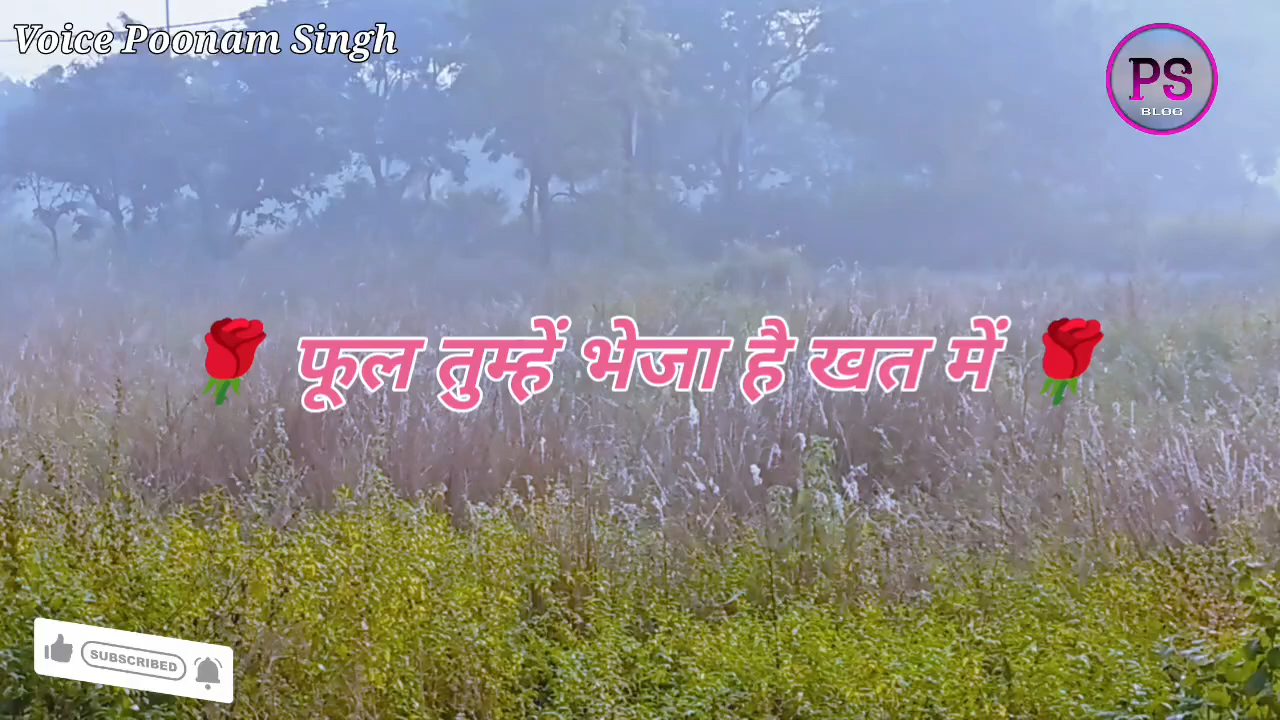 Voice Poonam Singh
PS
BLOG
फूल तुम्हें भेजा है खत में
SUBSCRIBED